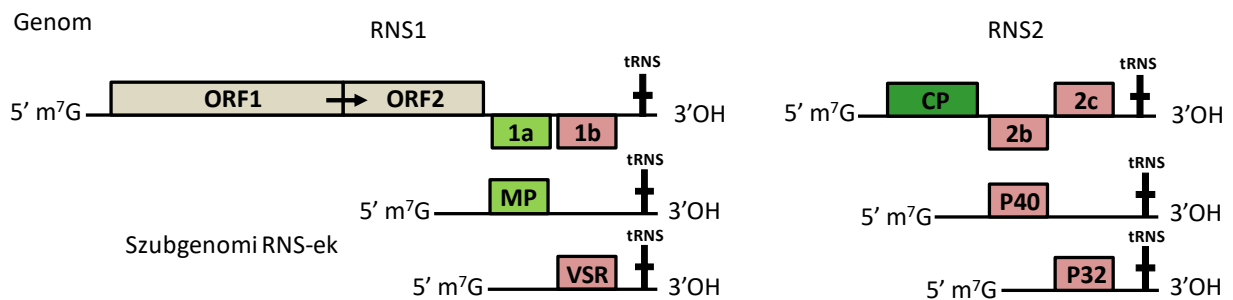 Genom
RNS1
RNS2
tRNS
tRNS
5’ m⁷G
ORF1
ORF2
3’OH
5’ m⁷G
CP
2c
3’OH
1a
1b
2b
tRNS
tRNS
5’ m⁷G
MP
3’OH
5’ m⁷G
P40
3’OH
Szubgenomi RNS-ek
tRNS
tRNS
5’ m⁷G
VSR
3’OH
5’ m⁷G
P32
3’OH